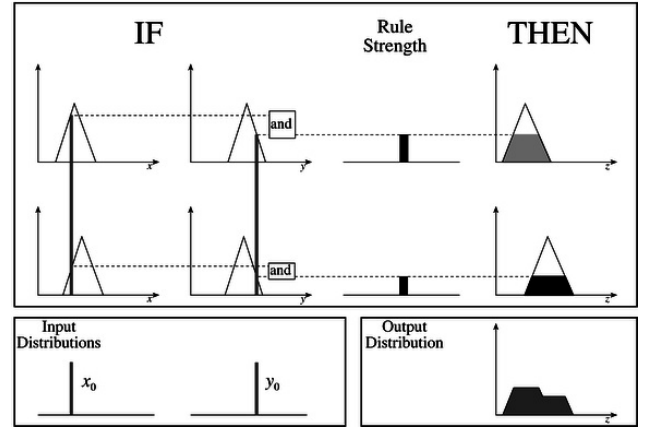 IF
Rule
Strength
THEN
and
x
y
z
and
x
y
z
Input
Distributions
x₀
y₀
Output
Distribution
z